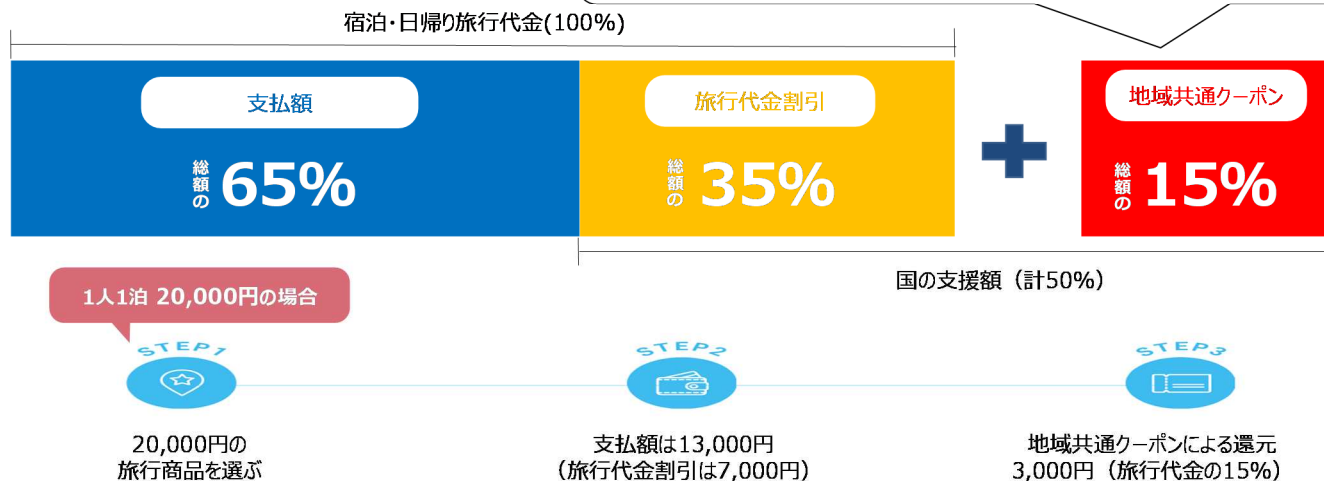 宿泊・日帰り旅行代金(100%)
支払額
総額の 65%
旅行代金割引
総額の 35%
地域共通クーポン
総額の 15%
国の支援額（計50%）
1人1泊 20,000円の場合
STEP1
20,000円の
旅行商品を選ぶ
STEP2
支払額は13,000円
（旅行代金割引は7,000円）
STEP3
地域共通クーポンによる還元
3,000円（旅行代金の15%）